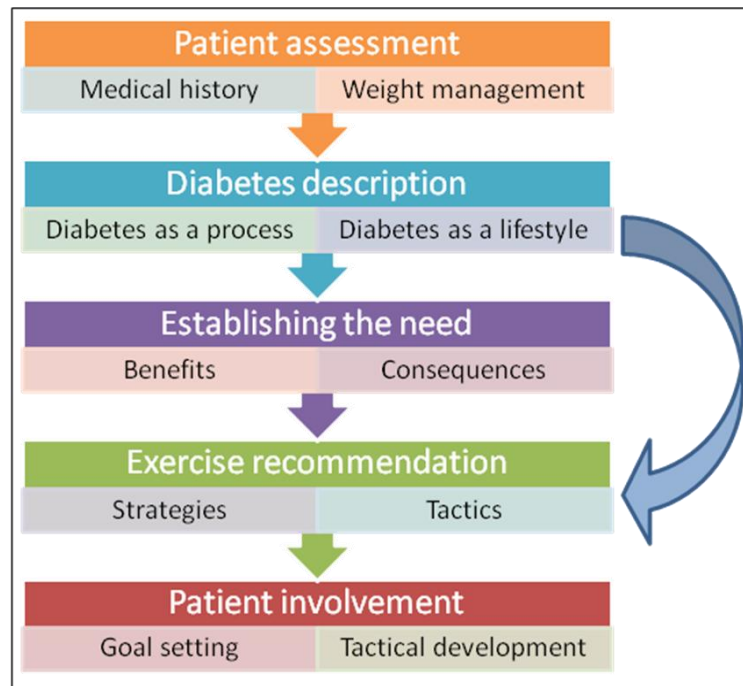 Patient assessment
Medical history Weight management
Diabetes description
Diabetes as a process Diabetes as a lifestyle
Establishing the need
Benefits Consequences
Exercise recommendation
Strategies Tactics
Patient involvement
Goal setting Tactical development